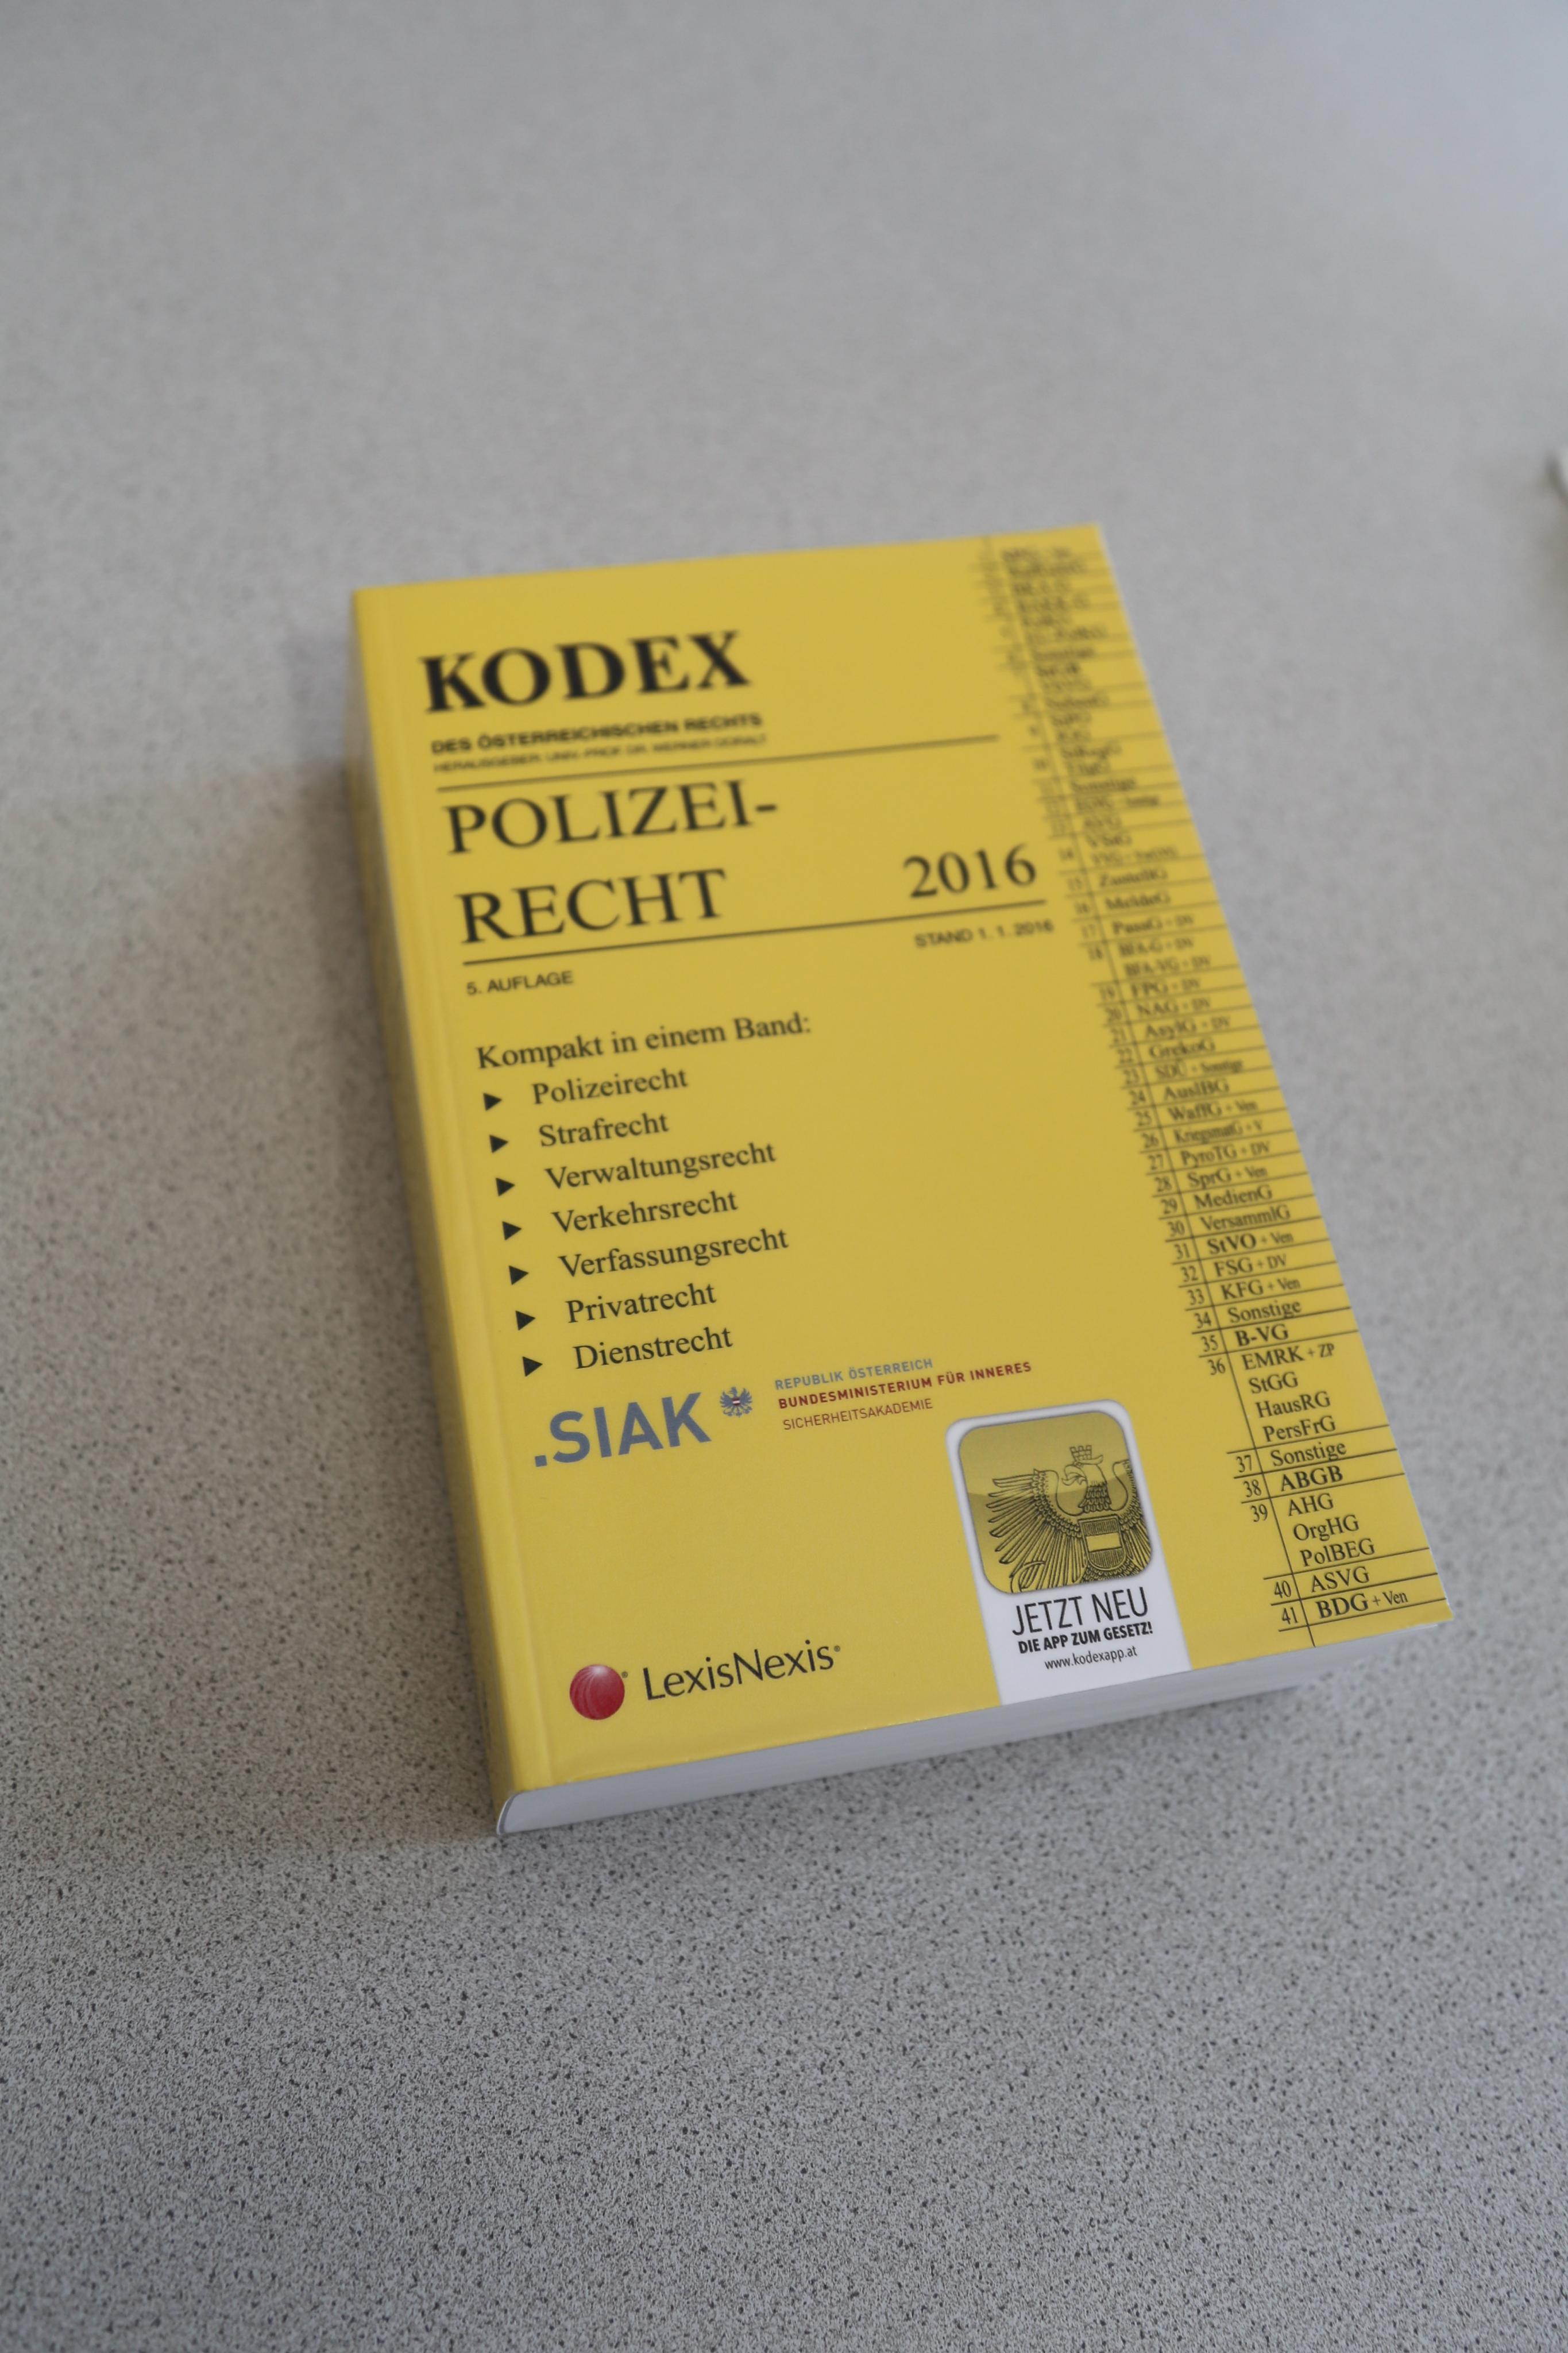 KODEX
DES ÖSTERREICHISCHEN RECHTS
HERAUSGEBER: UNIV.-PROF. DR. WERNER DORALT
POLIZEI-
RECHT 2016
STAND 1. 1. 2016
5. AUFLAGE
Kompakt in einem Band:
► Polizeirecht
► Strafrecht
► Verwaltungsrecht
► Verkehrsrecht
► Verfassungsrecht
► Privatrecht
► Dienstrecht
.SIAK
REPUBLIK ÖSTERREICH
BUNDESMINISTERIUM FÜR INNERES
SICHERHEITSAKADEMIE
JETZT NEU
DIE APP ZUM GESETZ!
www.kodexapp.at
LexisNexis®
15 ZustellG
16 MeldeG
17 PassG + DV
18 BFA-G + DV
BFA-VG + DV
19 FPG + DV
20 NAG + DV
21 AsylG + DV
22 GrekoG
23 SDÜ + Sonstige
24 AuslBG
25 WaffG + Ven
26 KriegsmatG + V
27 PyroTG + DV
28 SprG + Ven
29 MedienG
30 VersammlG
31 StVO + Ven
32 FSG + DV
33 KFG + Ven
34 Sonstige
35 B-VG
36 EMRK + ZP
StGG
HausRG
PersFrG
37 Sonstige
38 ABGB
39 AHG
OrgHG
PolBEG
40 ASVG
41 BDG + Ven